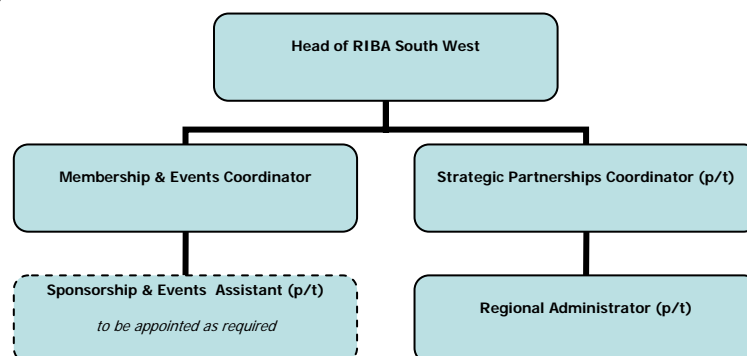 Head of RIBA South West
Membership & Events Coordinator
Strategic Partnerships Coordinator (p/t)
Sponsorship & Events Assistant (p/t)
to be appointed as required
Regional Administrator (p/t)